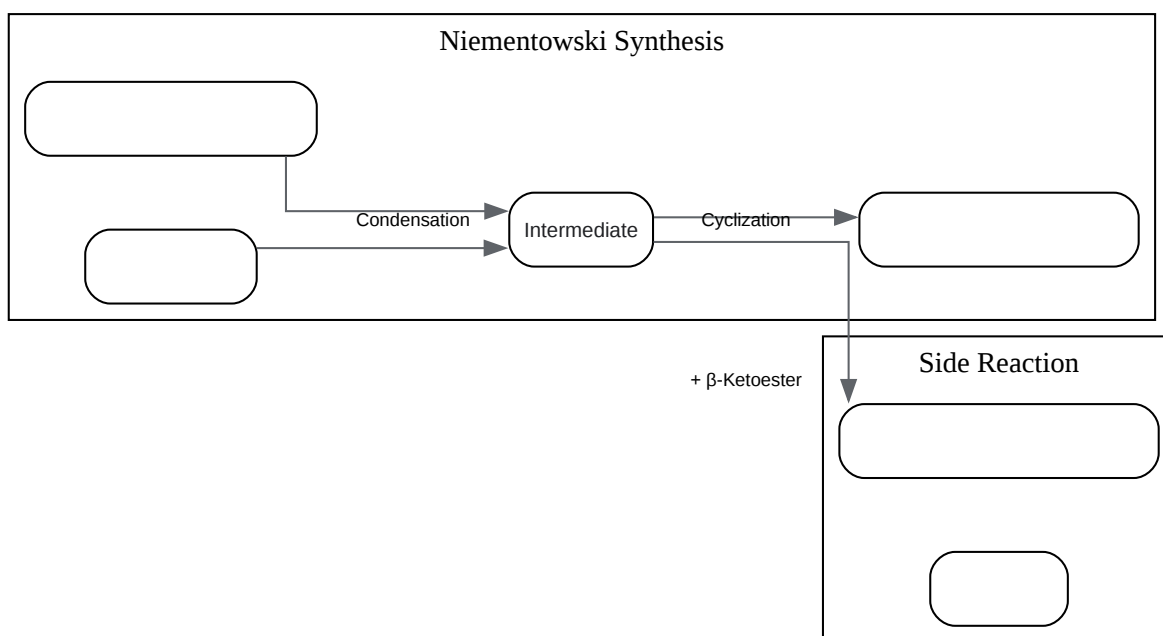 Niementowski Synthesis
Condensation
Intermediate
Cyclization
Side Reaction
+ β-Ketoester